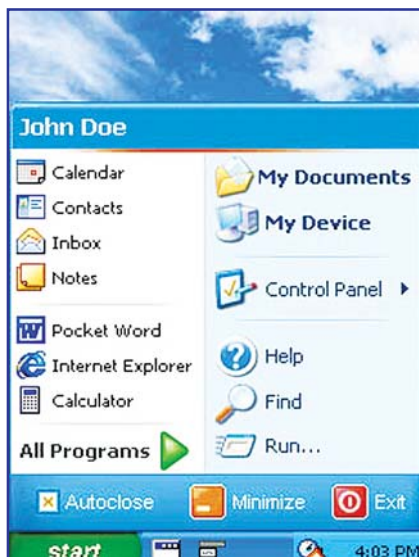 John Doe
Calendar
Contacts
Inbox
Notes
Pocket Word
Internet Explorer
Calculator
All Programs
My Documents
My Device
Control Panel
Help
Find
Run...
Autoclose
Minimize
Exit
start
4:03 PM